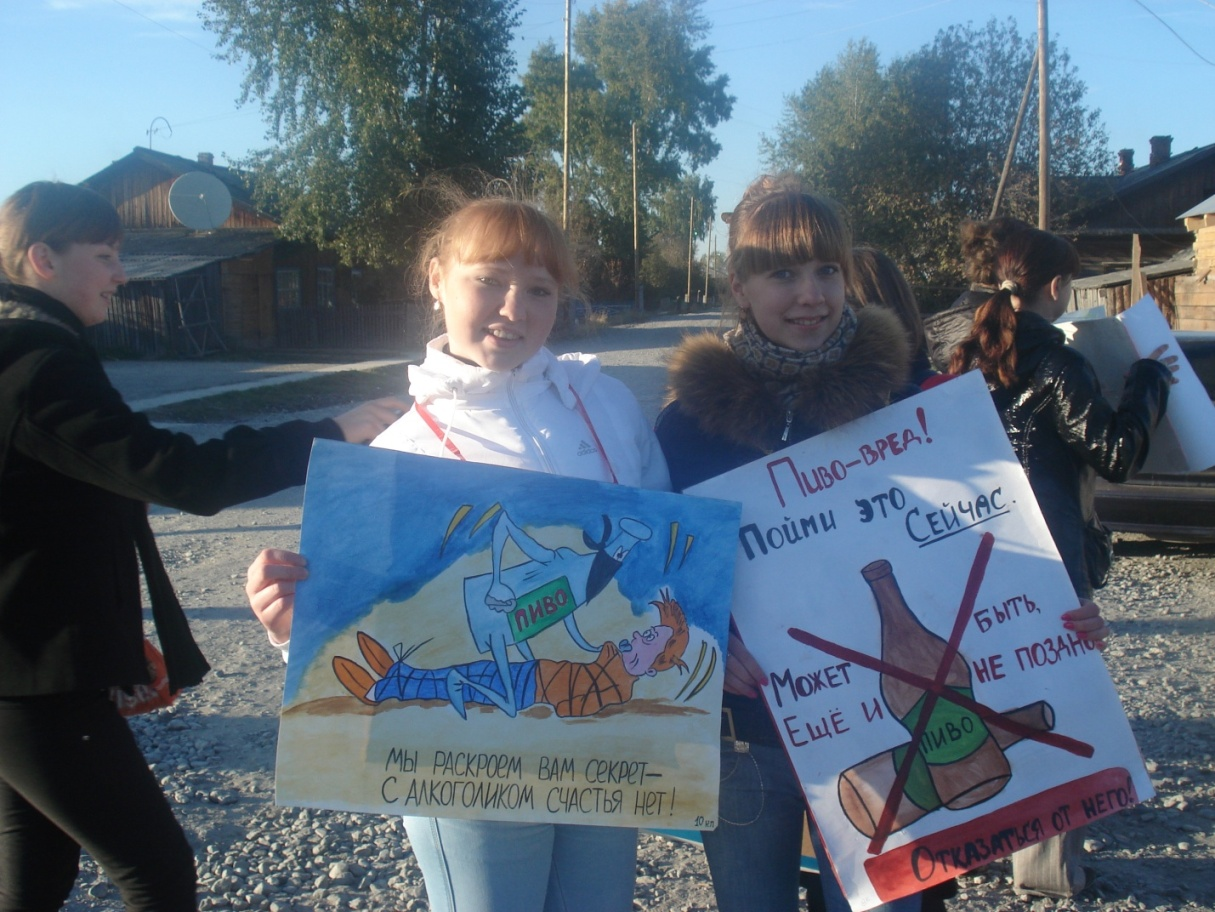 ПИВО
МЫ РАСКРОЕМ ВАМ СЕКРЕТ–
С АЛКОГОЛИКОМ СЧАСТЬЯ НЕТ!
Пиво-вред!
Пойми это
Сейчас.
Может быть,
Ещё и не поздно
ПИВО
Отказаться от него!
adidas